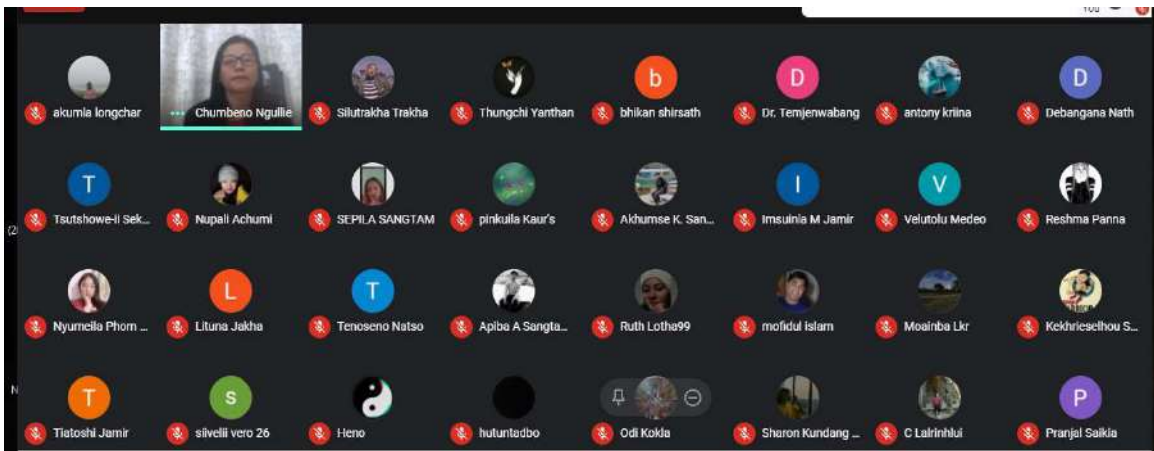 You
akumla longchar
Chumbeno Ngullie
Silutrakha Trakha
Thungchi Yanthan
b
bhikan shirsath
D
Dr. Temjenwabang
antony kriina
D
Debangana Nath
T
Tsutshowe-ii Sek...
Nupali Achumi
SEPILA SANGTAM
pinkuila Kaur's
Akhumse K. San...
I
Imsuinla M Jamir
V
Velutolu Medeo
Reshma Panna
Nyumeila Phom ...
L
Lituna Jakha
T
Tenoseno Natso
Apiba A Sangta...
Ruth Lotha99
mofidul islam
Moainba Lkr
Kekhrieselhou S...
T
Tiatoshi Jamir
s
siivelii vero 26
Heno
hutuntadbo
Odi Kokla
Sharon Kundang ...
C Lalrinhlui
P
Pranjal Saikia